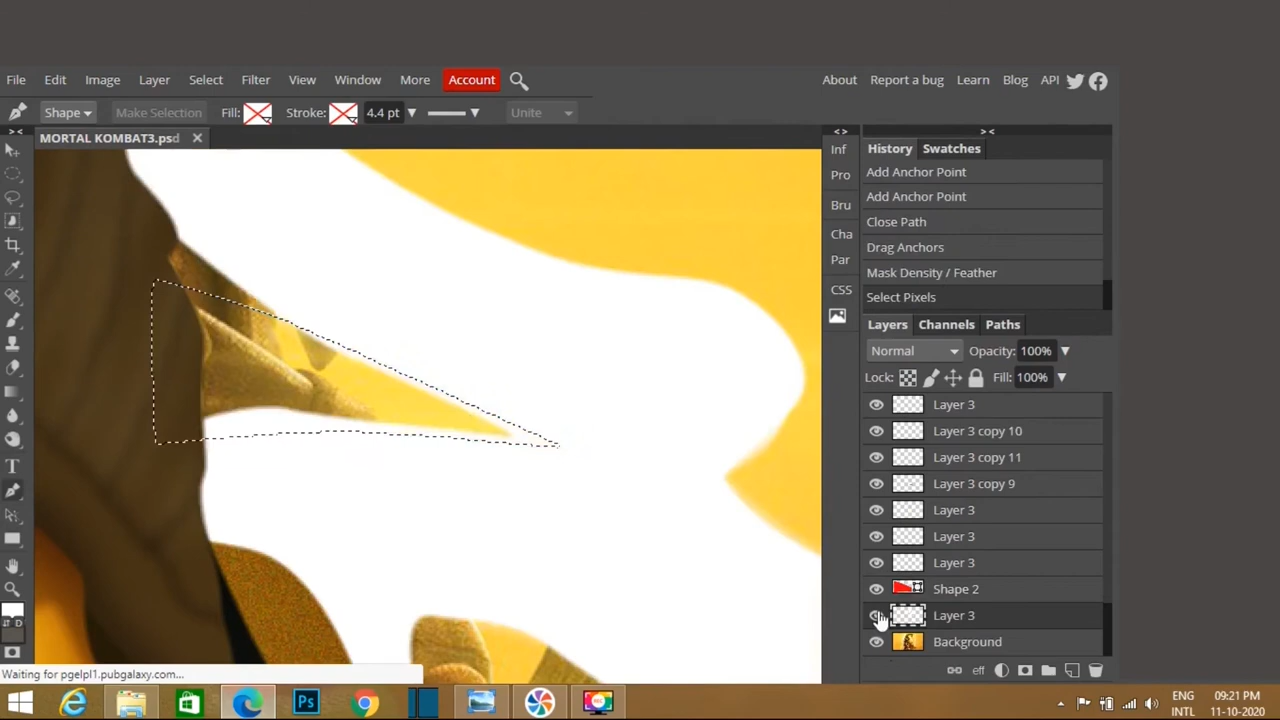 File Edit Image Layer Select Filter View Window More Account About Report a bug Learn Blog API
Shape Make Selection Fill: Stroke: 4.4 pt Unite
MORTAL KOMBAT3.psd
Inf
Pro
Bru
Cha
Par
CSS
History Swatches
Add Anchor Point
Add Anchor Point
Close Path
Drag Anchors
Mask Density / Feather
Select Pixels
Layers Channels Paths
Normal Opacity: 100%
Lock: Fill: 100%
Layer 3
Layer 3 copy 10
Layer 3 copy 11
Layer 3 copy 9
Layer 3
Layer 3
Layer 3
Shape 2
Layer 3
Background
eff
D
Waiting for pgelpl1.pubgalaxy.com...
Ps
ENG 09:21 PM
INTL 11-10-2020